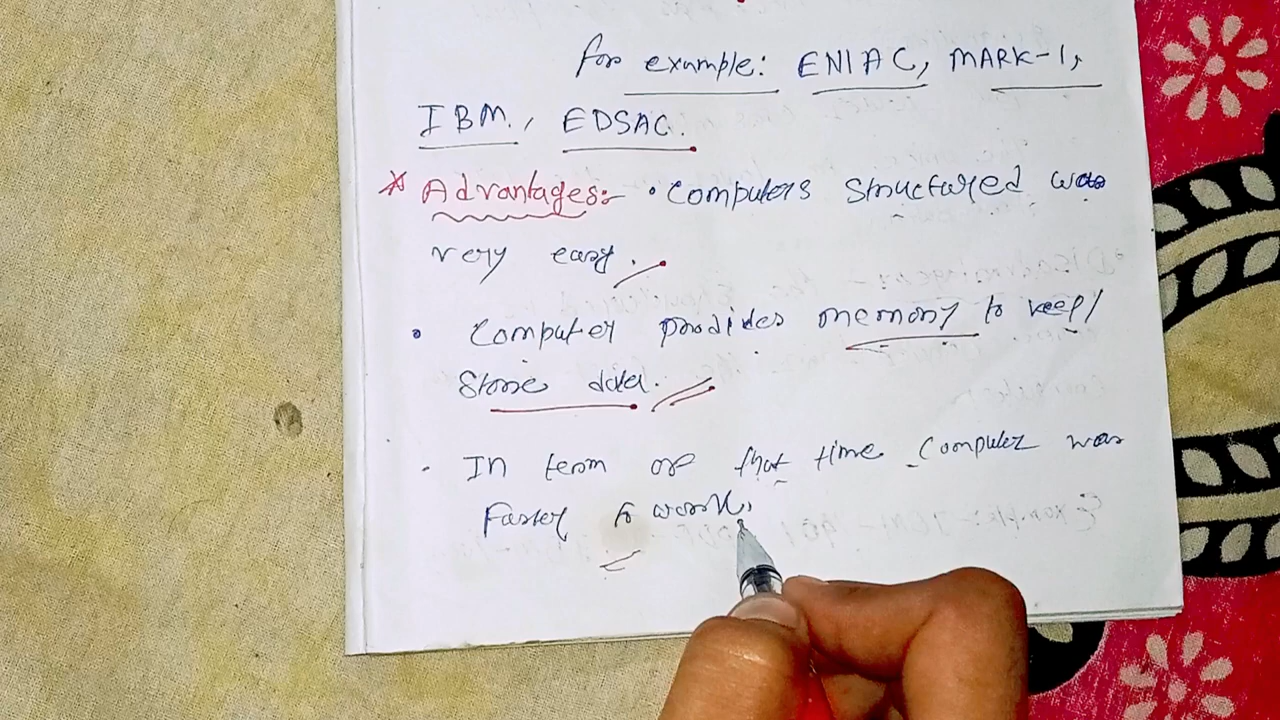 for example: ENIAC, MARK-1,
IBM., EDSAC.
* Advantages:- • Computers structured was
very easy.
• Computer provides memory to keep/
Store data.
• In term of that time computer was
Faster to work.